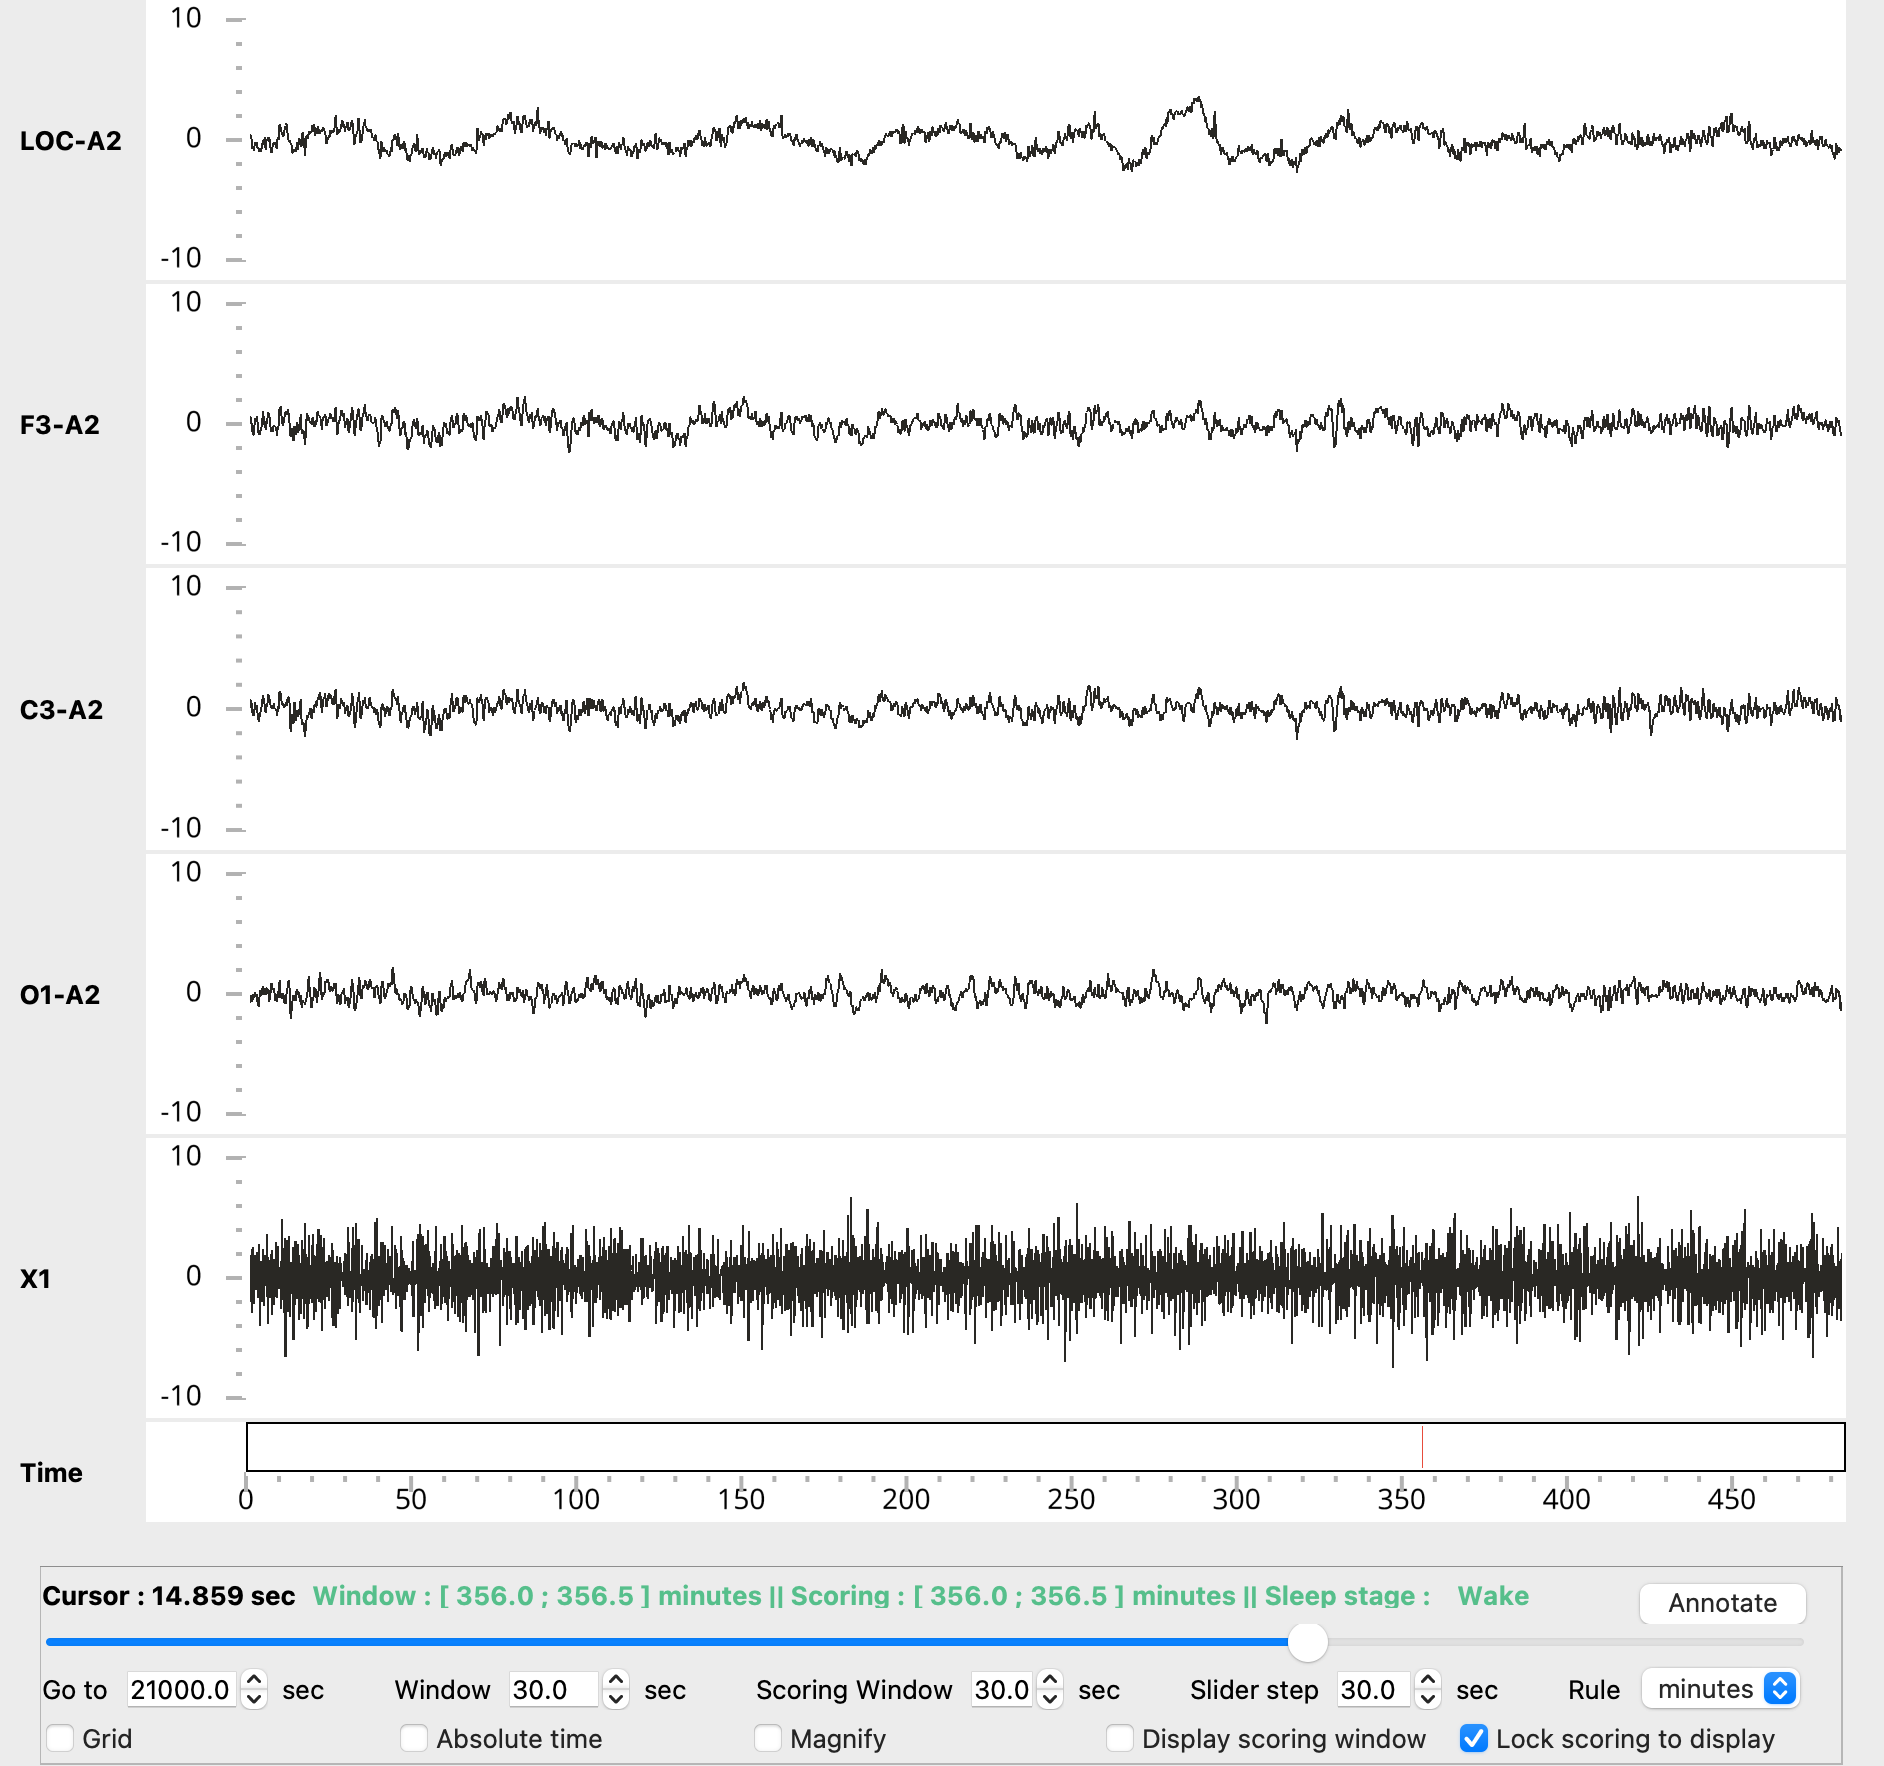 10
LOC-A2
0
-10
10
F3-A2
0
-10
10
C3-A2
0
-10
10
O1-A2
0
-10
10
X1
0
-10
Time
0 50 100 150 200 250 300 350 400 450
Cursor : 14.859 sec Window : [ 356.0 ; 356.5 ] minutes || Scoring : [ 356.0 ; 356.5 ] minutes || Sleep stage : Wake Annotate
Go to 21000.0 sec Window 30.0 sec Scoring Window 30.0 sec Slider step 30.0 sec Rule minutes
Grid Absolute time Magnify Display scoring window Lock scoring to display